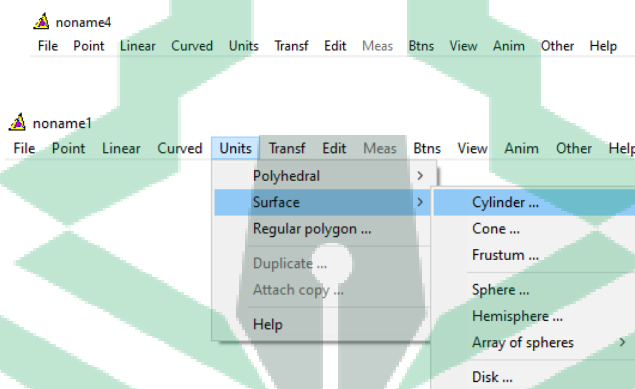 noname4
File Point Linear Curved Units Transf Edit Meas Btns View Anim Other Help
noname1
File Point Linear Curved Units Transf Edit Meas Btns View Anim Other Help
Polyhedral >
Surface >
Regular polygon ...
Duplicate ...
Attach copy ...
Help
Cylinder ...
Cone ...
Frustum ...
Sphere ...
Hemisphere ...
Array of spheres >
Disk ...